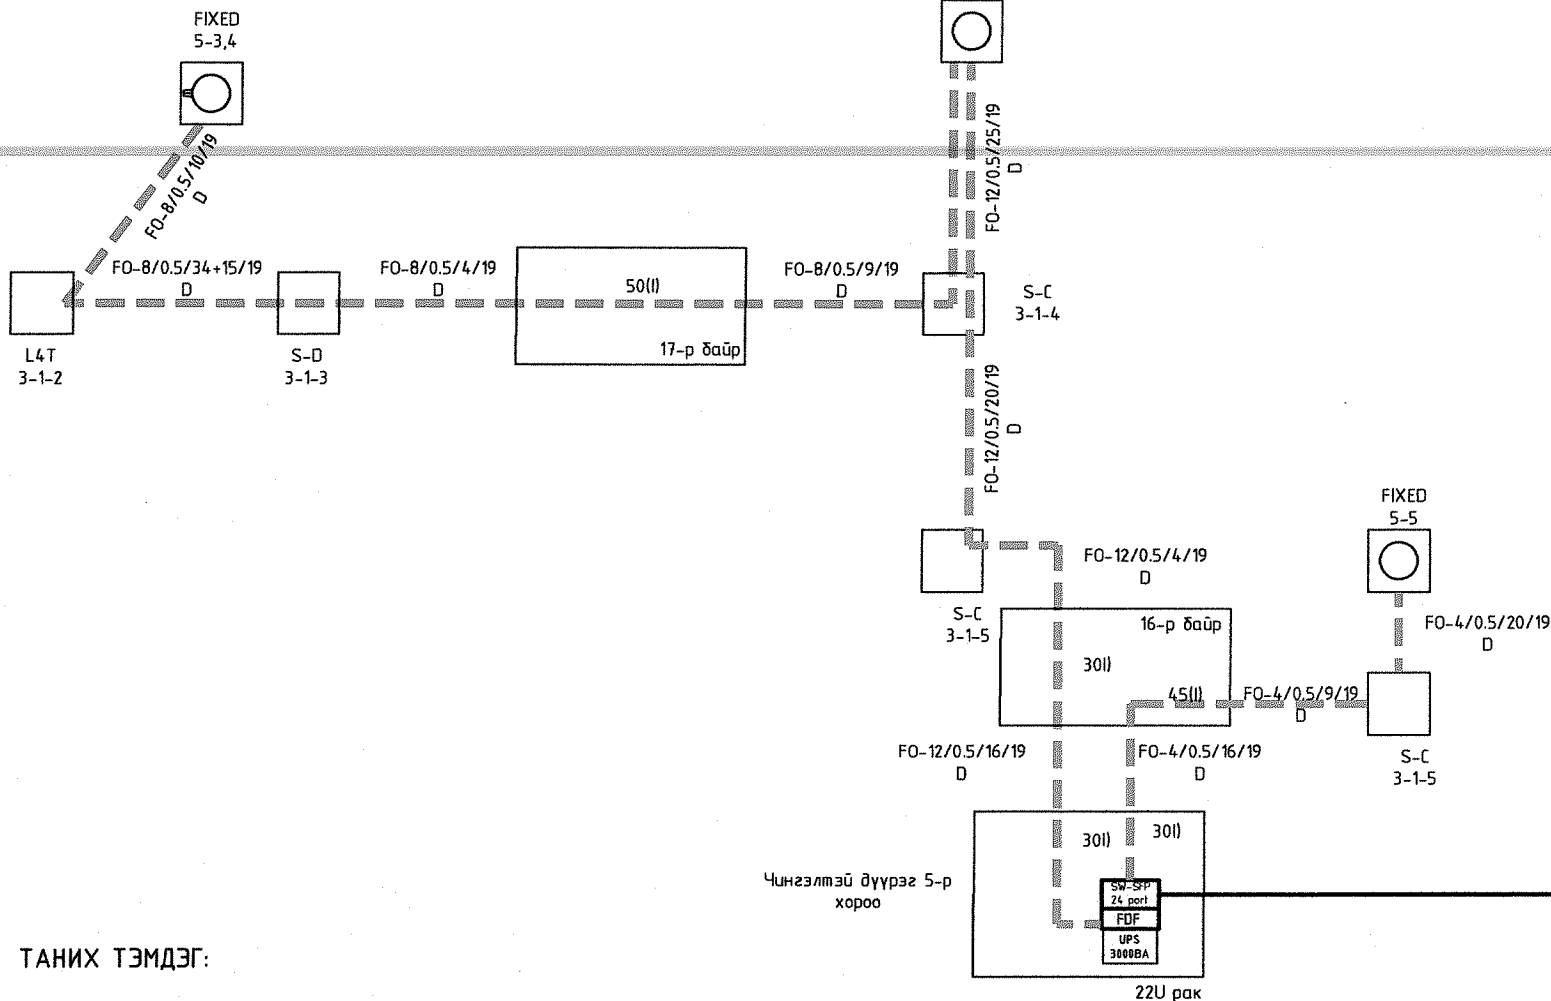 FIXED
5-3,4
FO-8/0.5/10/19
D
FO-12/0.5/25/19
D
FO-8/0.5/34+15/19
D
FO-8/0.5/4/19
D
50(I)
17-р байр
FO-8/0.5/9/19
D
S-C
3-1-4
L4T
3-1-2
S-D
3-1-3
FO-12/0.5/20/19
D
FIXED
5-5
FO-12/0.5/4/19
D
S-C
3-1-5
16-р байр
30I)
45(I)
FO-4/0.5/9/19
D
FO-4/0.5/20/19
D
S-C
3-1-5
FO-12/0.5/16/19
D
FO-4/0.5/16/19
D
30I)
30I)
Чингэлтэй дүүрэг 5-р
хороо
SW-SFP
24 port
FDF
UPS
3000BA
22U рак
ТАНИХ ТЭМДЭГ: